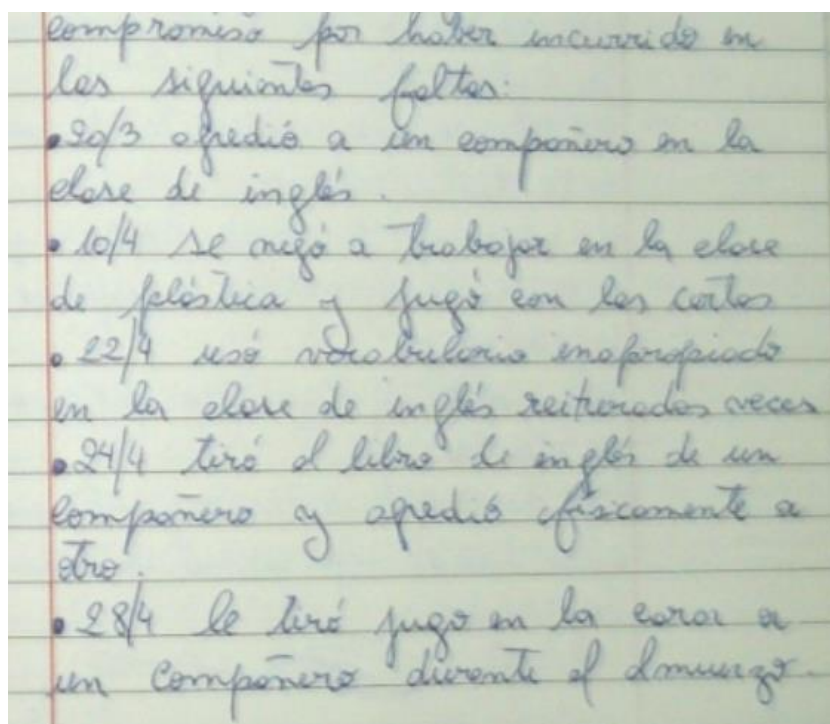 compromiso por haber incurrido en
las siguientes faltas:
•20/3 agredió a un compañero en la
clase de inglés.
•10/4 se negó a trabajar en la clase
de plástica y jugó con las cartas
•22/4 usó vocabulario inapropiado
en la clase de inglés reiteradas veces
•24/4 tiró el libro de inglés de un
compañero y agredió físicamente a
otro.
•28/4 le tiró jugo en la cara a
un compañero durante el almuerzo.